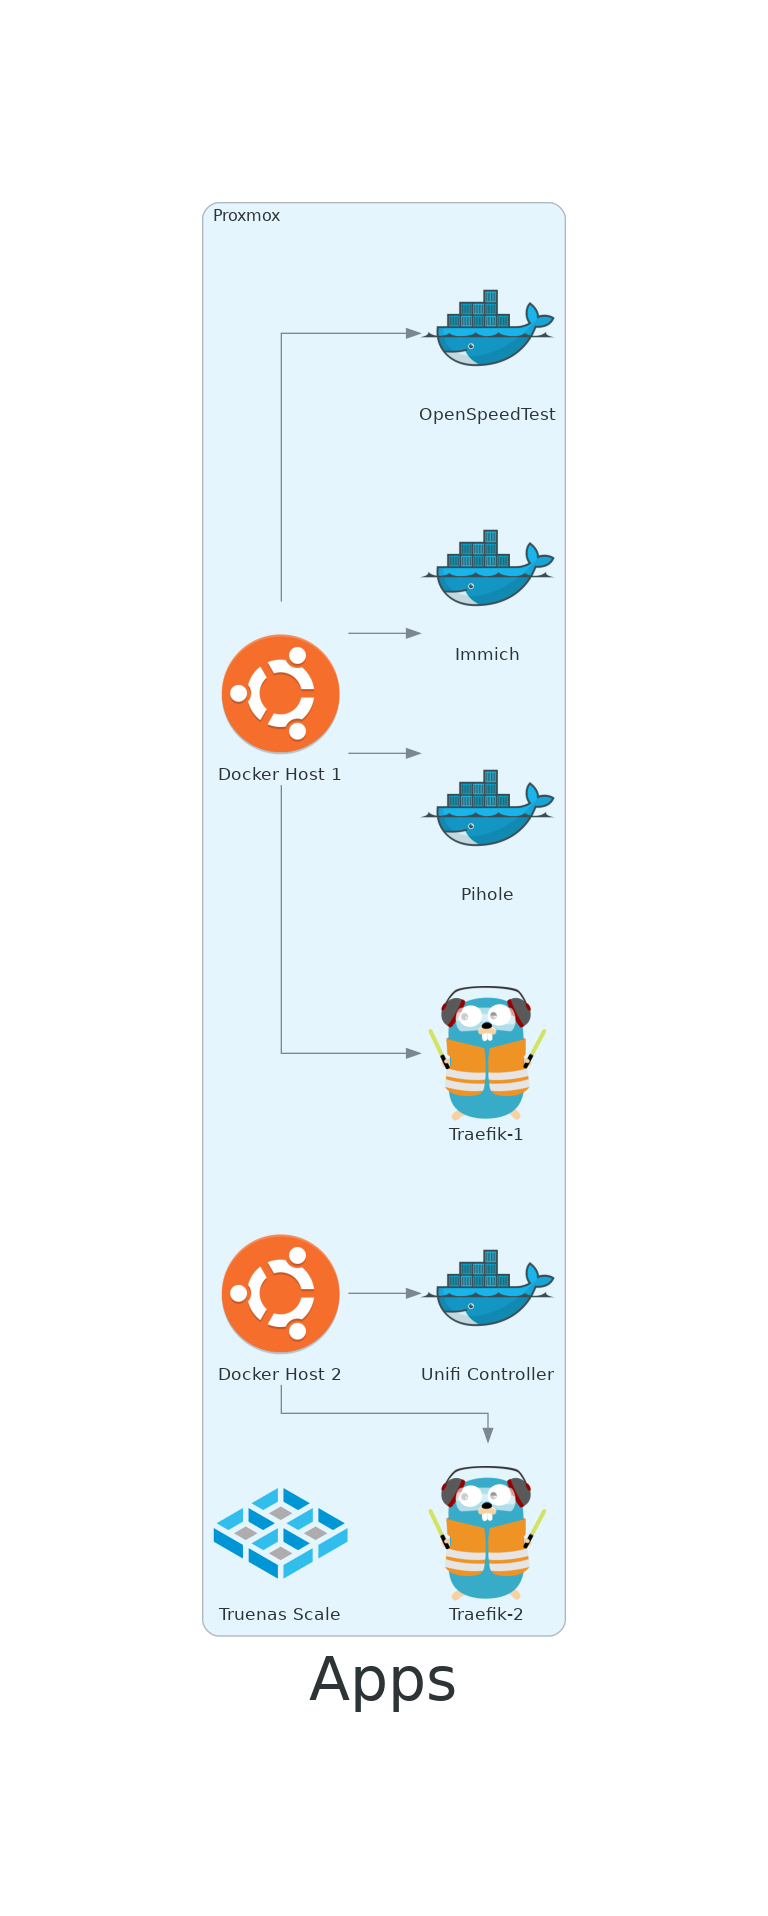 Proxmox
OpenSpeedTest
Immich
Docker Host 1
Pihole
Traefik-1
Docker Host 2
Unifi Controller
Truenas Scale
Traefik-2
Apps